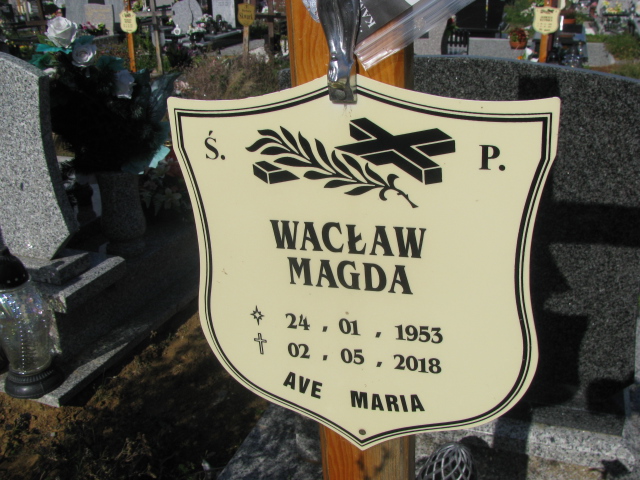 Ś. P.
WACŁAW
MAGDA
24 . 01 . 1953
02 . 05 . 2018
AVE MARIA